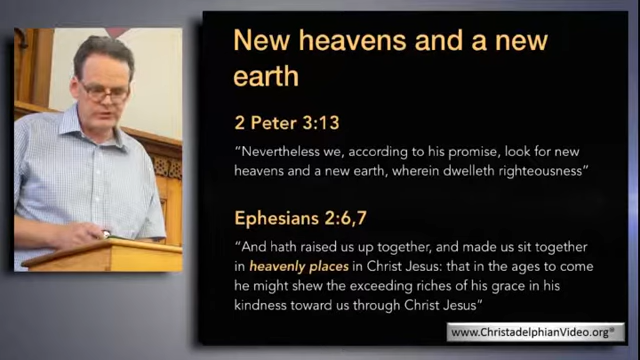 New heavens and a new
earth
2 Peter 3:13
“Nevertheless we, according to his promise, look for new
heavens and a new earth, wherein dwelleth righteousness”
Ephesians 2:6,7
“And hath raised us up together, and made us sit together
in heavenly places in Christ Jesus: that in the ages to come
he might shew the exceeding riches of his grace in his
kindness toward us through Christ Jesus”
www.ChristadelphianVideo.org®